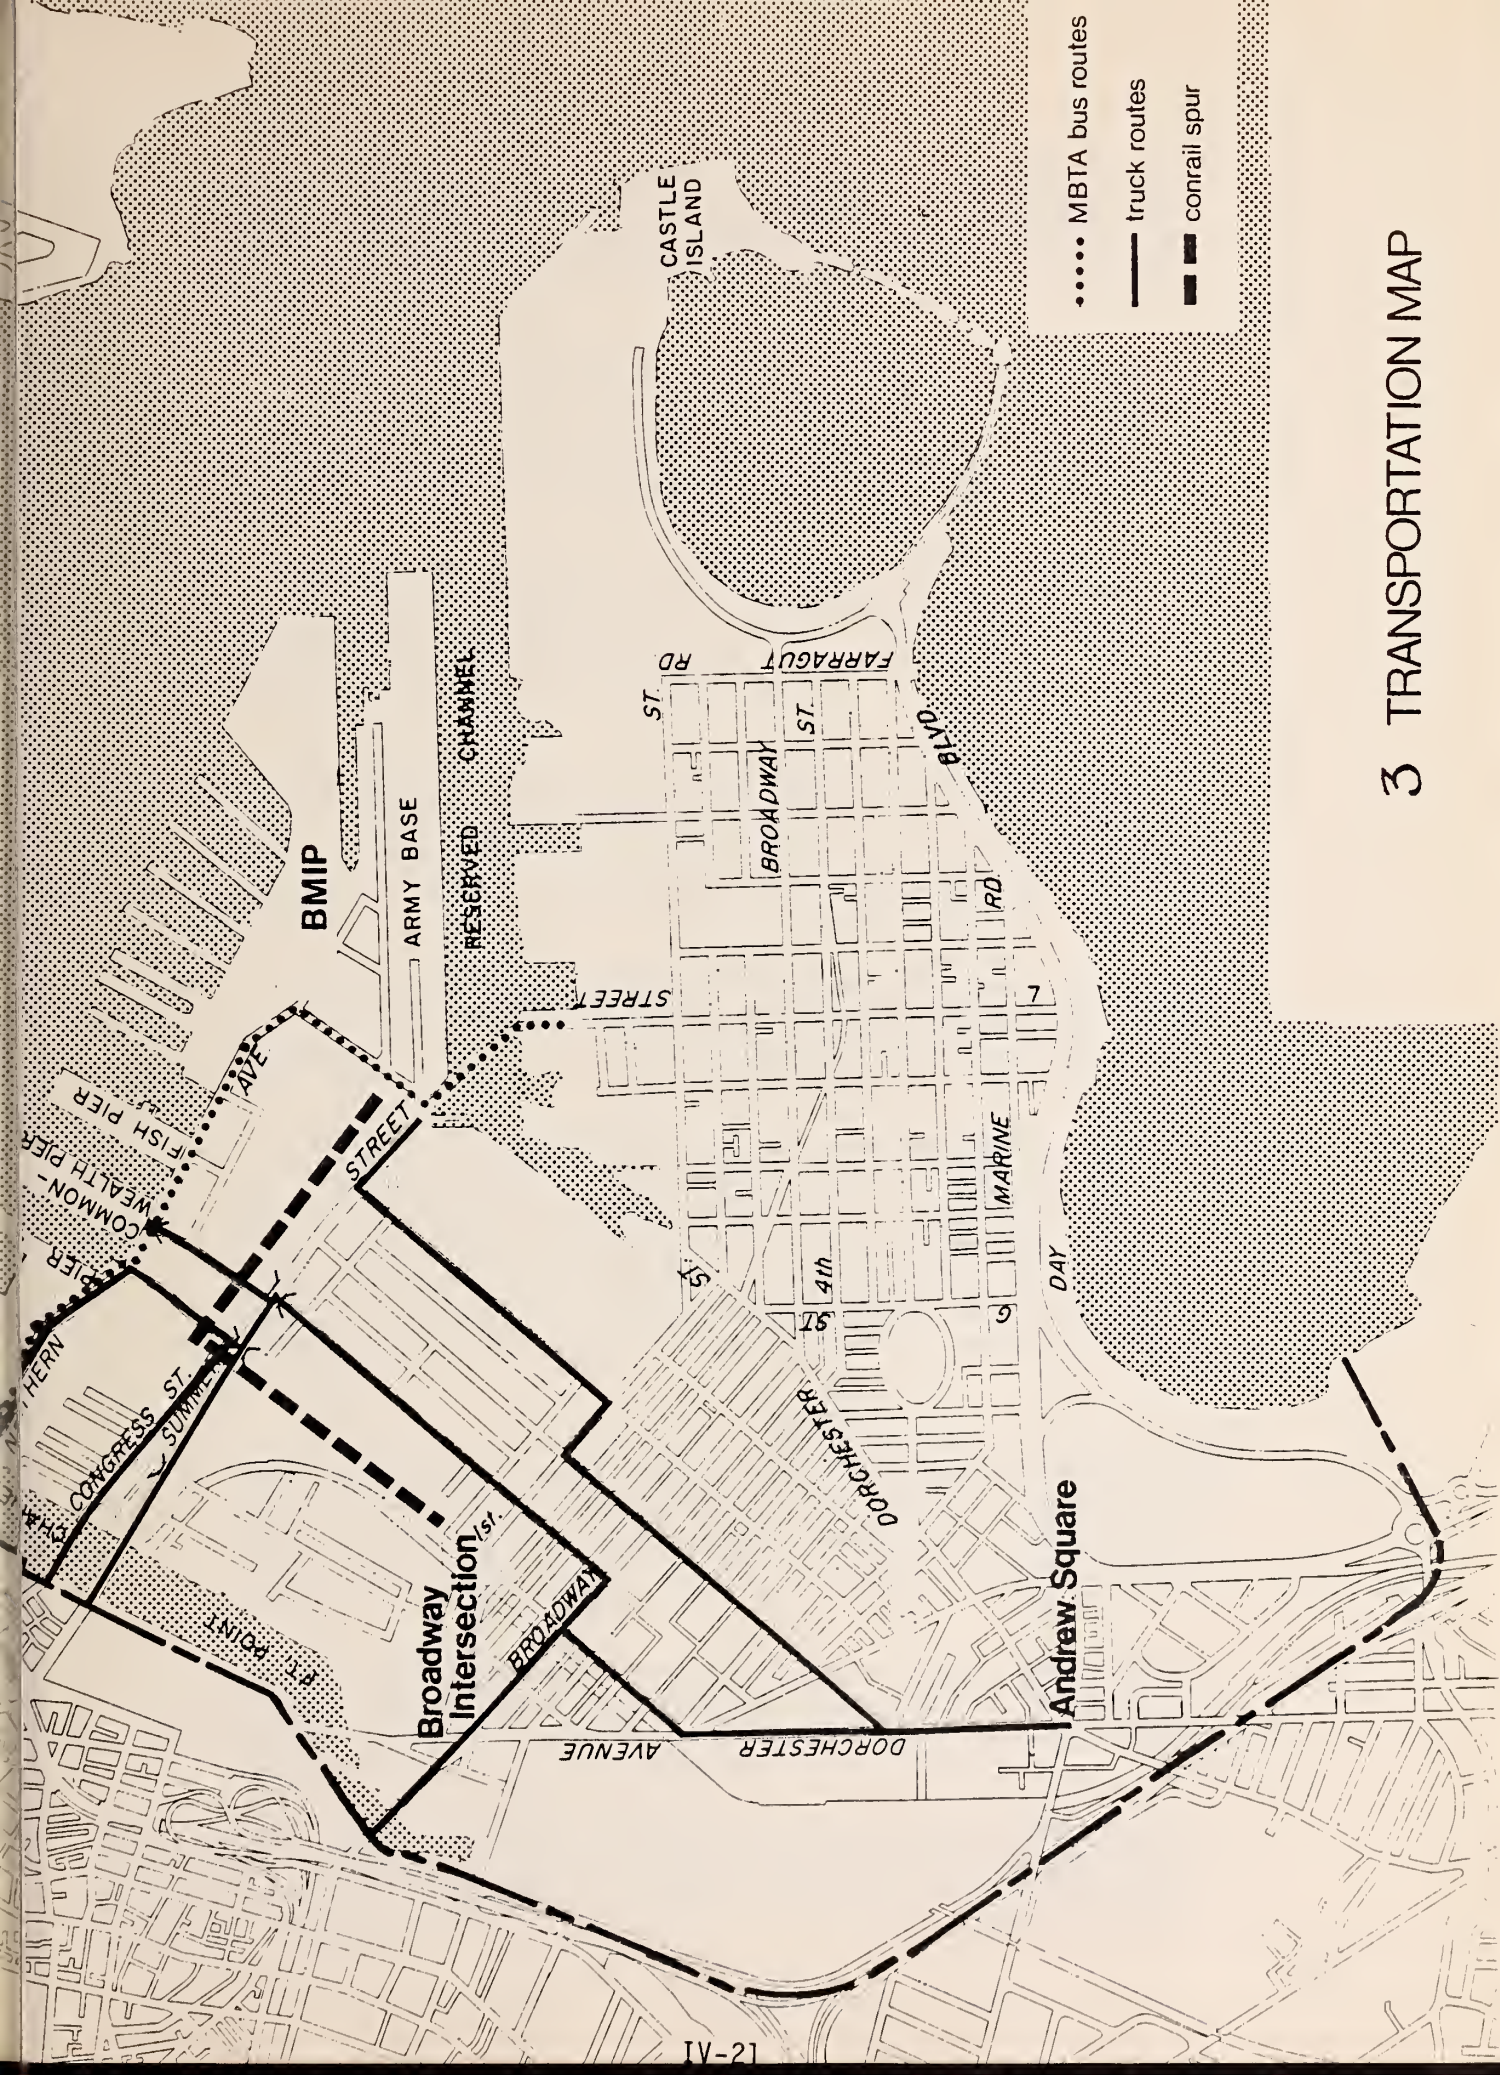 COMMON-
WEALTH PIER
FISH PIER
PIER
HERN
AVE
BMIP
ARMY BASE
RESERVED CHANNEL
CASTLE
ISLAND
CONGRESS ST.
SUMMER
STREET
STREET
PT. POINT
Broadway
Intersection
1st.
BROADWAY
DORCHESTER AVENUE
Andrew Square
DORCHESTER
ST
4th
ST.
BROADWAY
ST.
FARRAGUT RD
G
L
DAY
BLVD.
MARINE RD.
MBTA bus routes
truck routes
conrail spur
3 TRANSPORTATION MAP
IV-21